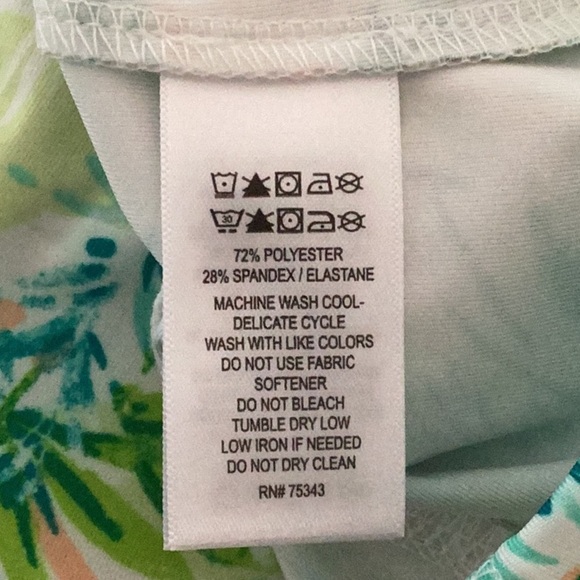 30
72% POLYESTER
28% SPANDEX / ELASTANE
MACHINE WASH COOL-
DELICATE CYCLE
WASH WITH LIKE COLORS
DO NOT USE FABRIC
SOFTENER
DO NOT BLEACH
TUMBLE DRY LOW
LOW IRON IF NEEDED
DO NOT DRY CLEAN
RN# 75343